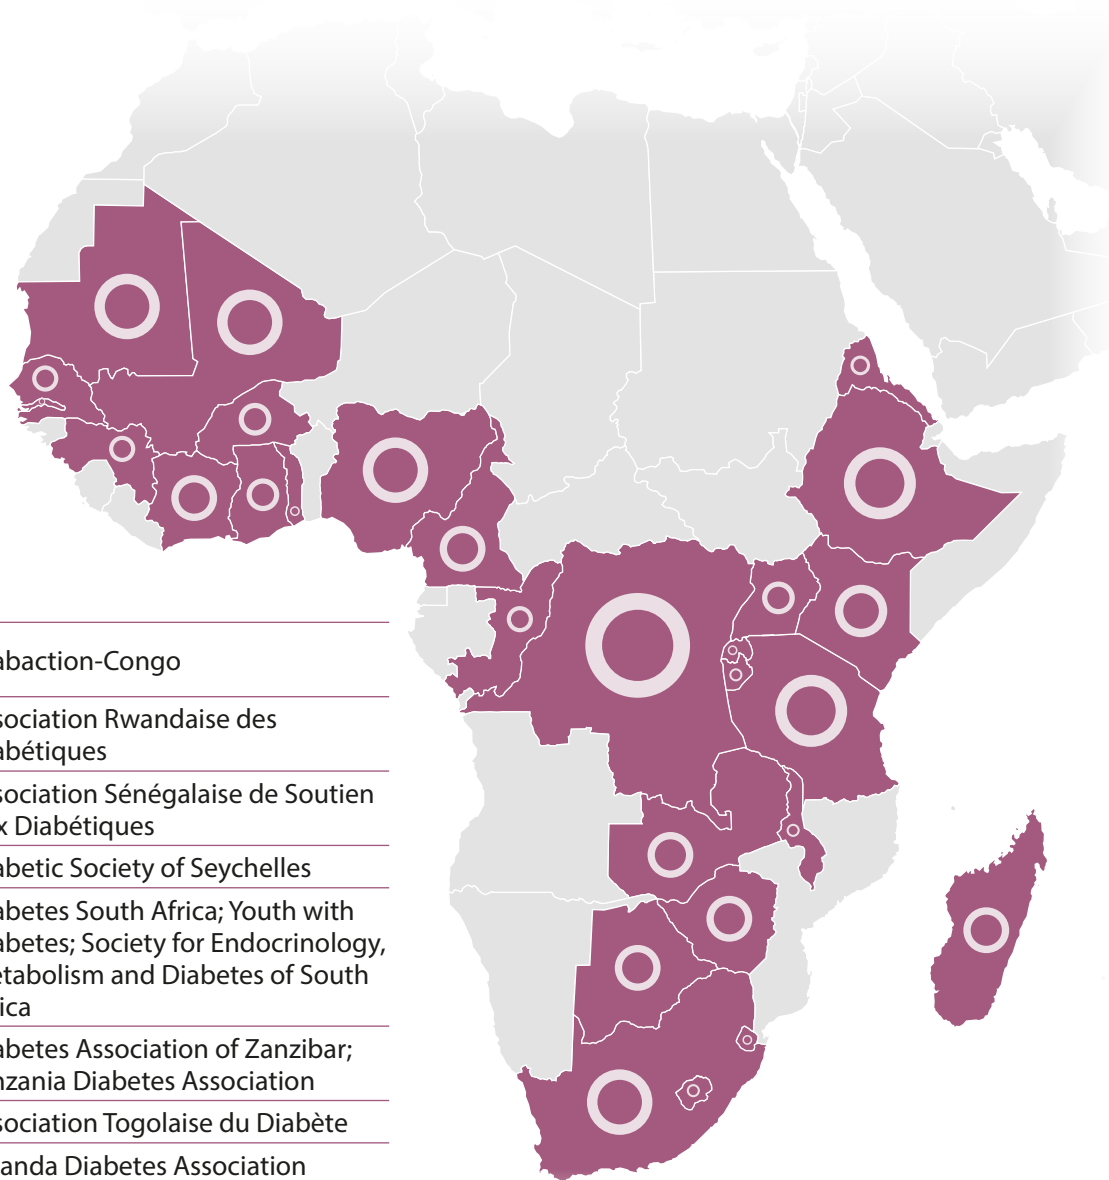 abaction-Congo
sociation Rwandaise des
abétiques
sociation Sénégalaise de Soutien
x Diabétiques
abetic Society of Seychelles
abetes South Africa; Youth with
abetes; Society for Endocrinology,
etabolism and Diabetes of South
rica
abetes Association of Zanzibar;
nzania Diabetes Association
sociation Togolaise du Diabète
anda Diabetes Association